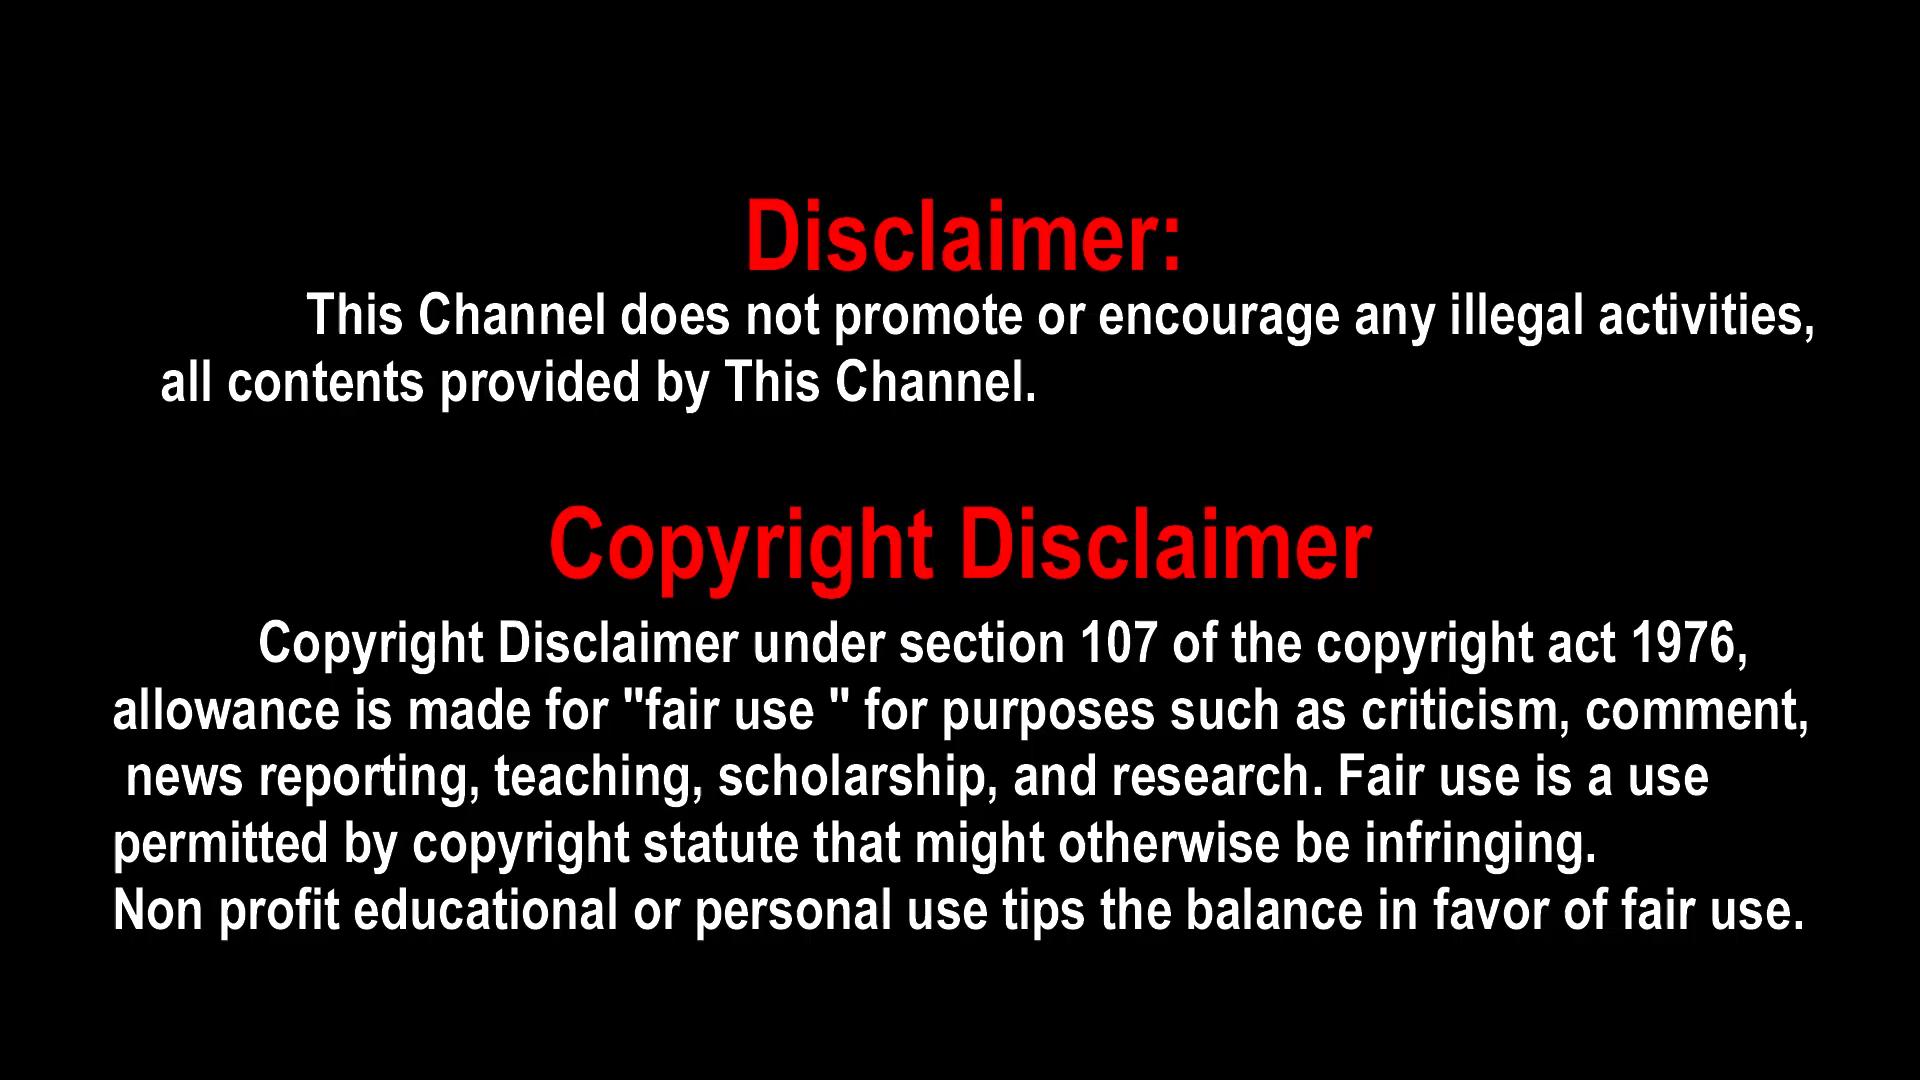 Disclaimer:
This Channel does not promote or encourage any illegal activities,
all contents provided by This Channel.
Copyright Disclaimer
Copyright Disclaimer under section 107 of the copyright act 1976,
allowance is made for "fair use " for purposes such as criticism, comment,
news reporting, teaching, scholarship, and research. Fair use is a use
permitted by copyright statute that might otherwise be infringing.
Non profit educational or personal use tips the balance in favor of fair use.